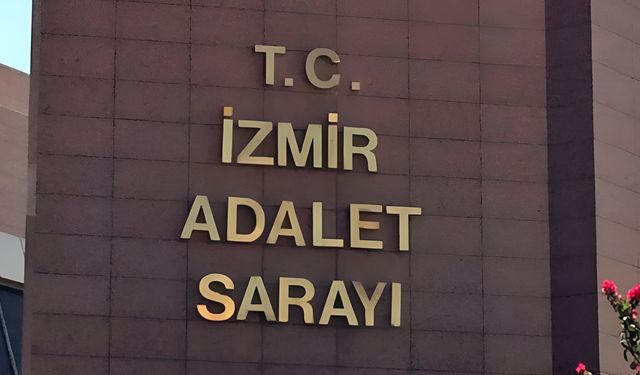 T.C.
İZMİR
ADALET
SARAYI